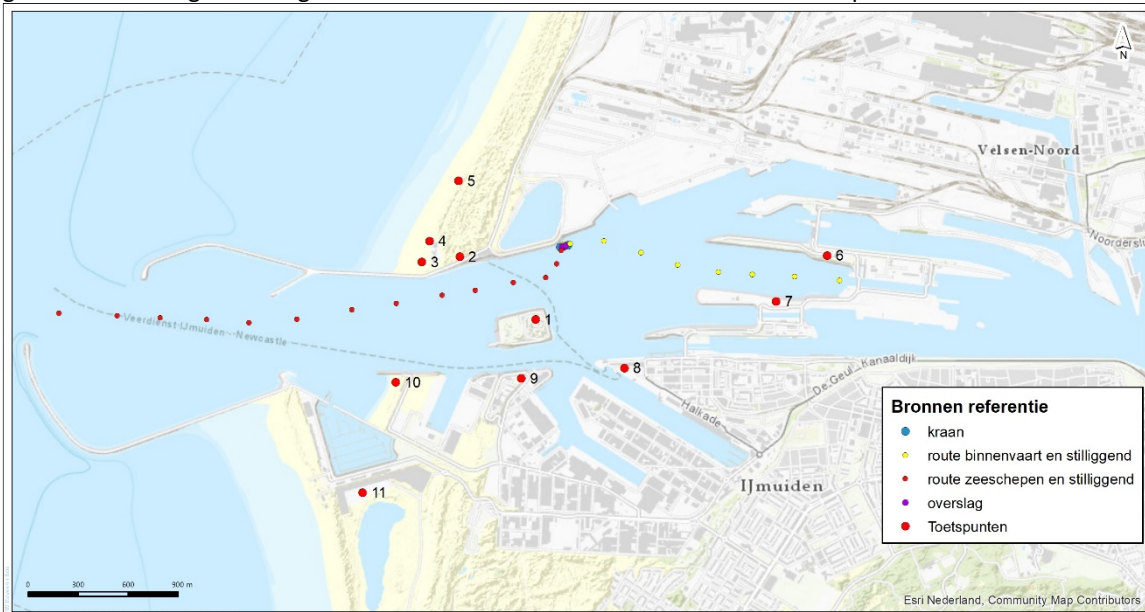 N
Velsen-Noord
5
4
3
2
6
7
1
Veerdienst IJmuiden - Newcastle
8
De Geul
Kanaaldijk
9
10
Halkade
11
IJmuiden
Bronnen referentie
kraan
route binnenvaart en stilliggend
route zeeschepen en stilliggend
overslag
Toetspunten
0 300 600 900 m
Esri Nederland, Community Map Contributors